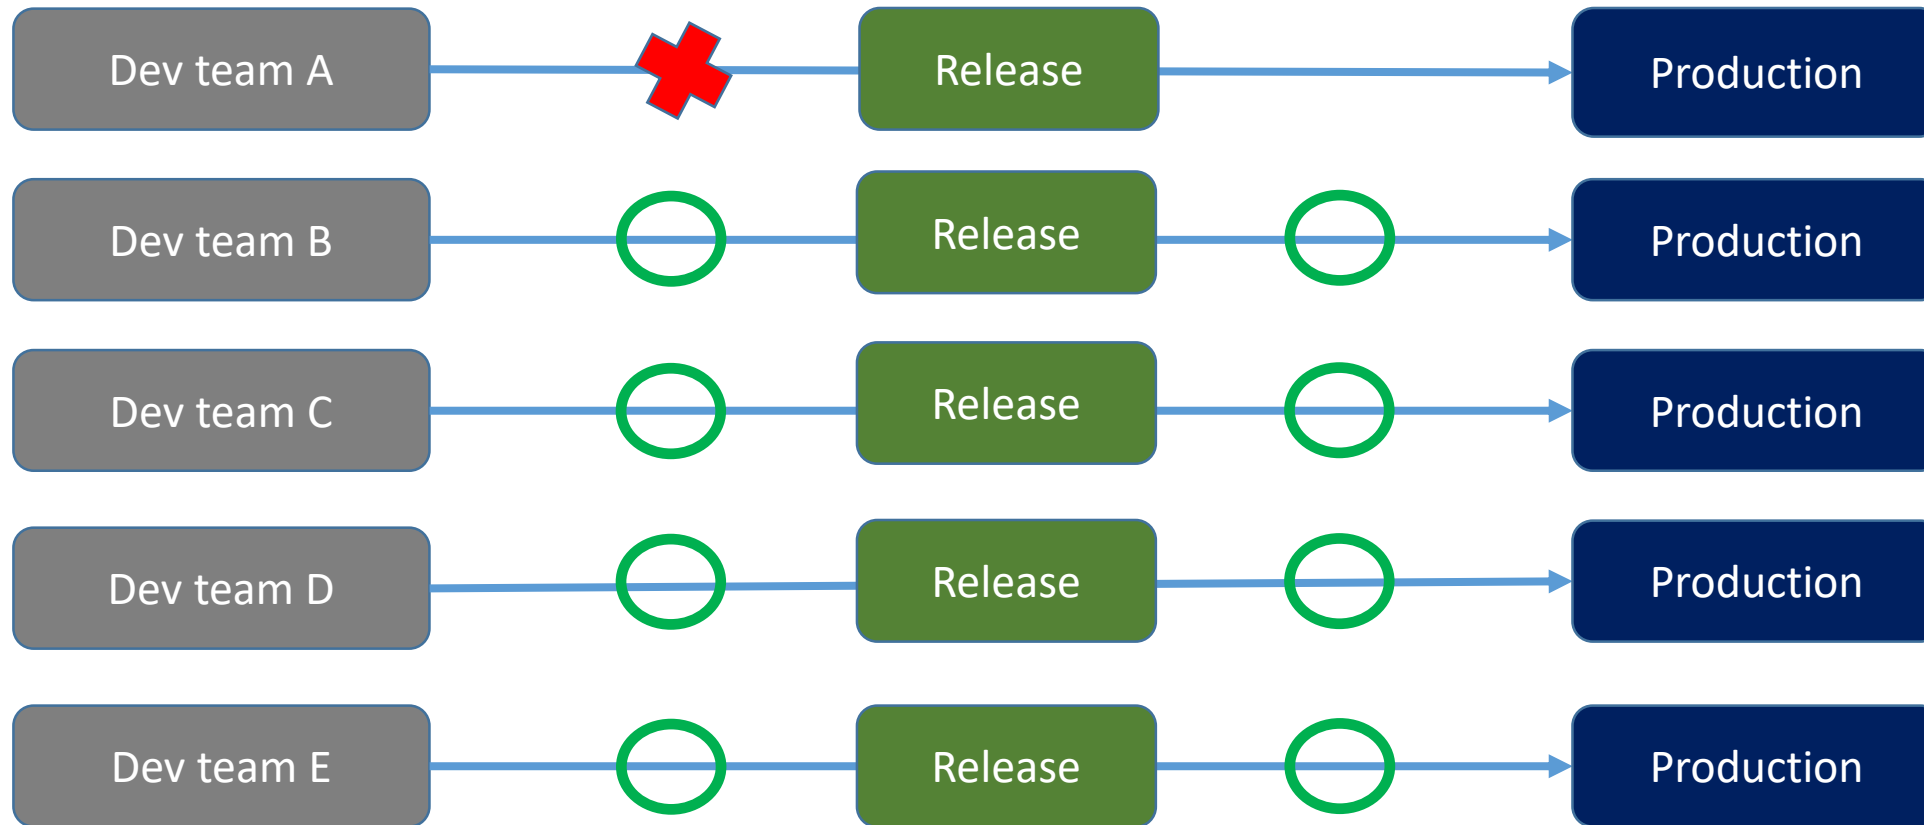 Dev team A
Release
Production
Dev team B
Release
Production
Dev team C
Release
Production
Dev team D
Release
Production
Dev team E
Release
Production